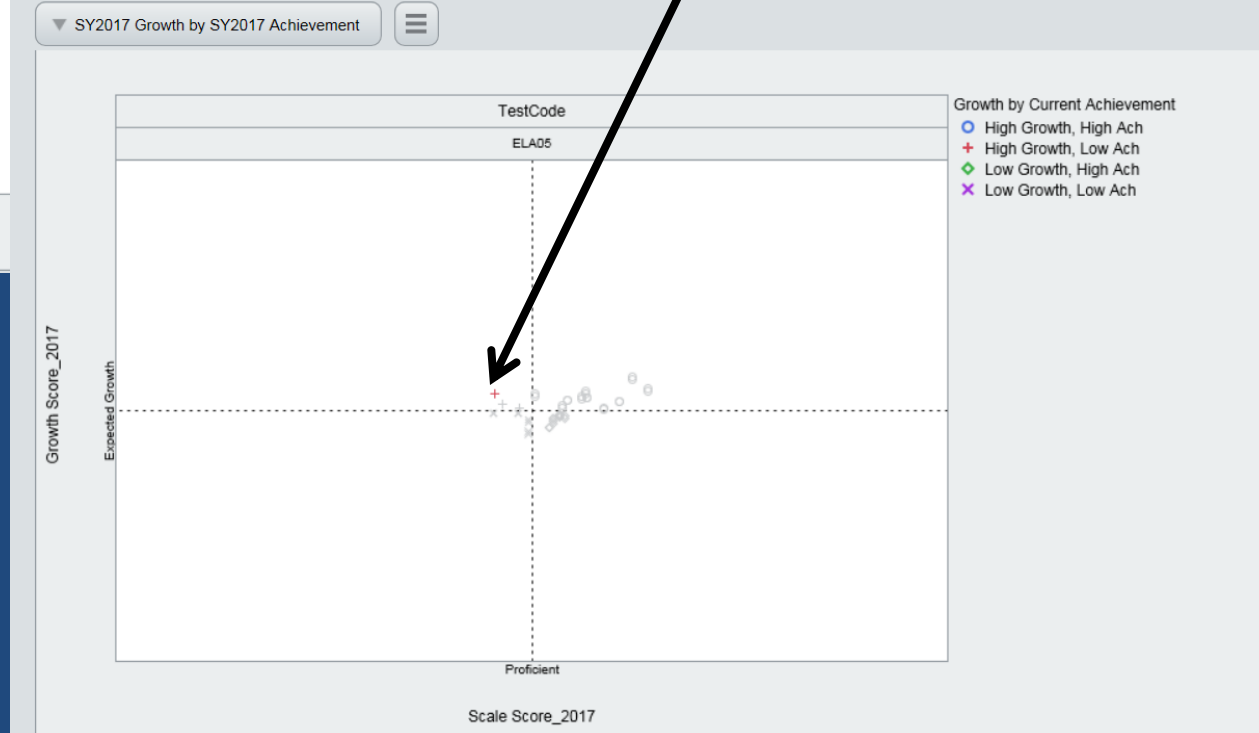 SY2017 Growth by SY2017 Achievement
TestCode
ELA05
Growth by Current Achievement
High Growth, High Ach
High Growth, Low Ach
Low Growth, High Ach
Low Growth, Low Ach
Growth Score_2017
Expected Growth
Proficient
Scale Score_2017